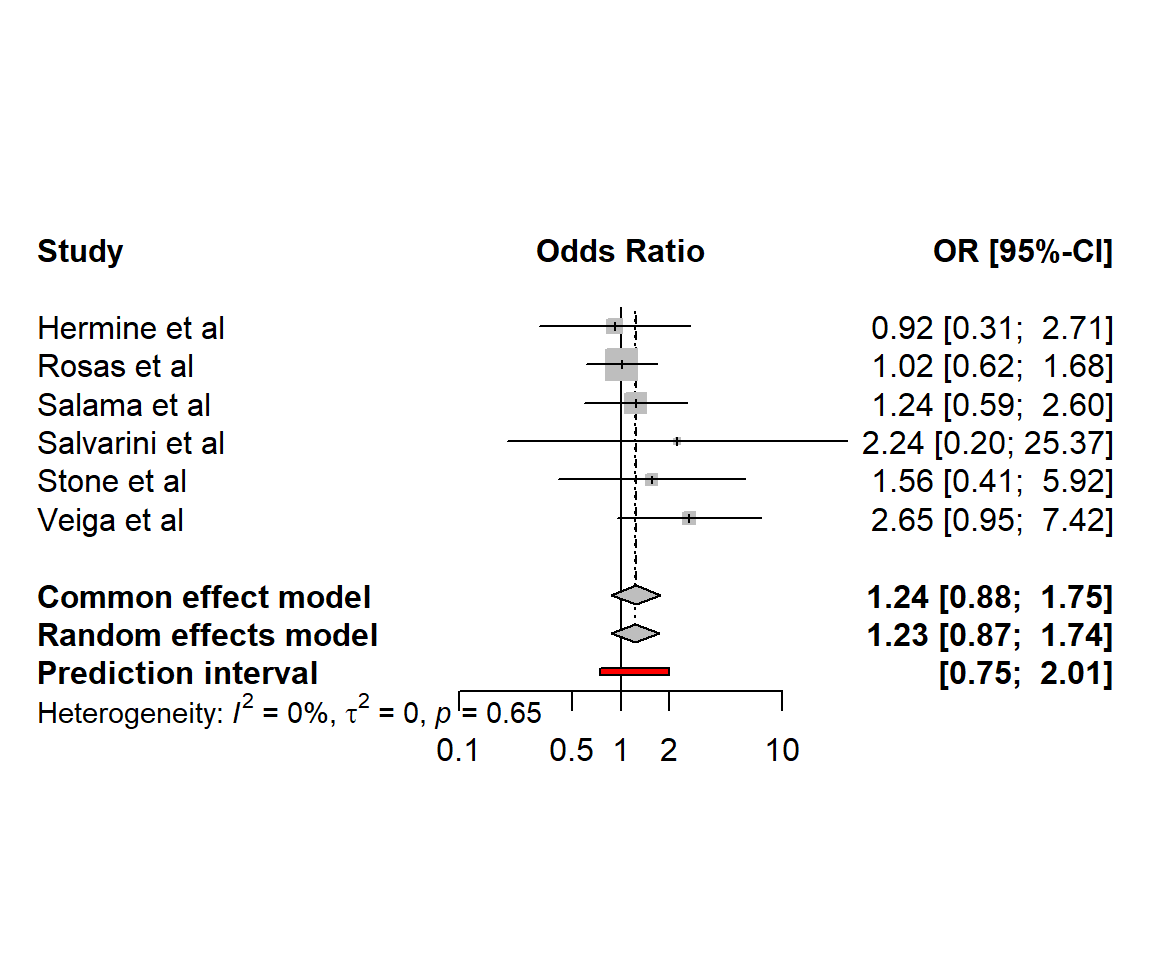 Study Odds Ratio OR [95%-CI]
Hermine et al 0.92 [0.31; 2.71]
Rosas et al 1.02 [0.62; 1.68]
Salama et al 1.24 [0.59; 2.60]
Salvarini et al 2.24 [0.20; 25.37]
Stone et al 1.56 [0.41; 5.92]
Veiga et al 2.65 [0.95; 7.42]
Common effect model 1.24 [0.88; 1.75]
Random effects model 1.23 [0.87; 1.74]
Prediction interval [0.75; 2.01]
Heterogeneity: I² = 0%, τ² = 0, p = 0.65
0.1 0.5 1 2 10